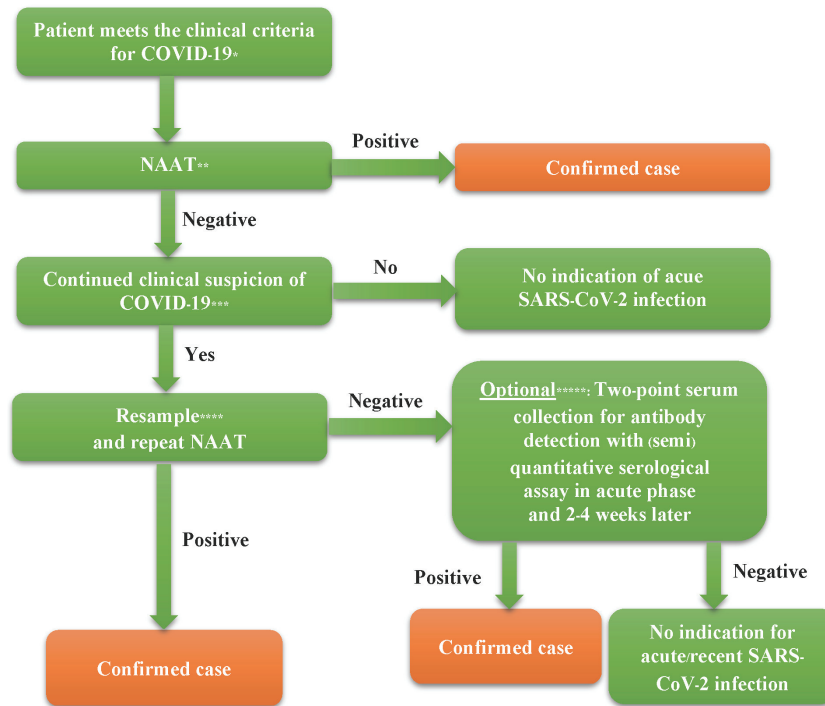 Patient meets the clinical criteria
for COVID-19*
Positive
NAAT**
Confirmed case
Negative
Continued clinical suspicion of
COVID-19***
No
No indication of acue
SARS-CoV-2 infection
Yes
Resample****
and repeat NAAT
Negative
Optional*****: Two-point serum
collection for antibody
detection with (semi)
quantitative serological
assay in acute phase
and 2-4 weeks later
Positive
Confirmed case
Positive
Negative
Confirmed case
No indication for
acute/recent SARS-
CoV-2 infection